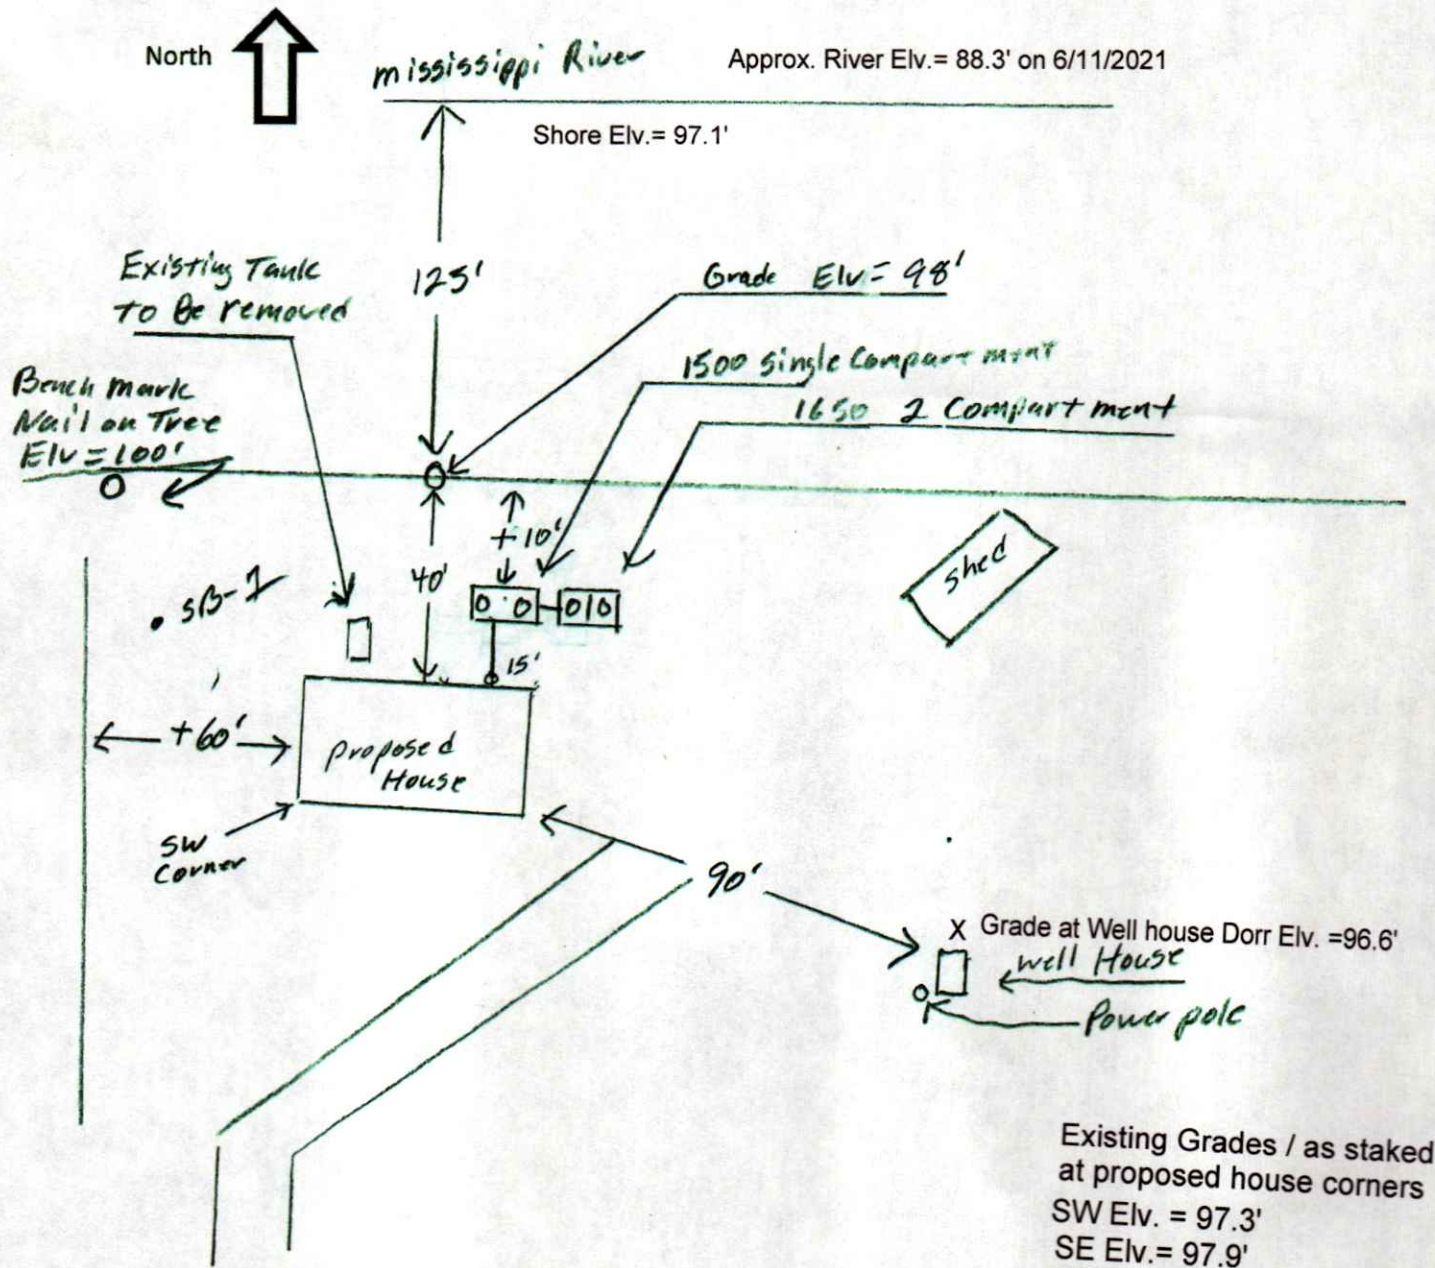 North
mississippi River
Approx. River Elv.= 88.3' on 6/11/2021
Shore Elv.= 97.1'
Existing Tank
to Be removed
125'
Grade Elv= 98'
1500 Single Compartment
1650 2 Compartment
Bench mark
Nail on Tree
Elv=100'
+10'
40'
shed
SB-1
15'
+60'
proposed
House
SW
Corner
90'
X Grade at Well house Dorr Elv. =96.6'
well House
Power pole
Existing Grades / as staked
at proposed house corners
SW Elv. = 97.3'
SE Elv.= 97.9'